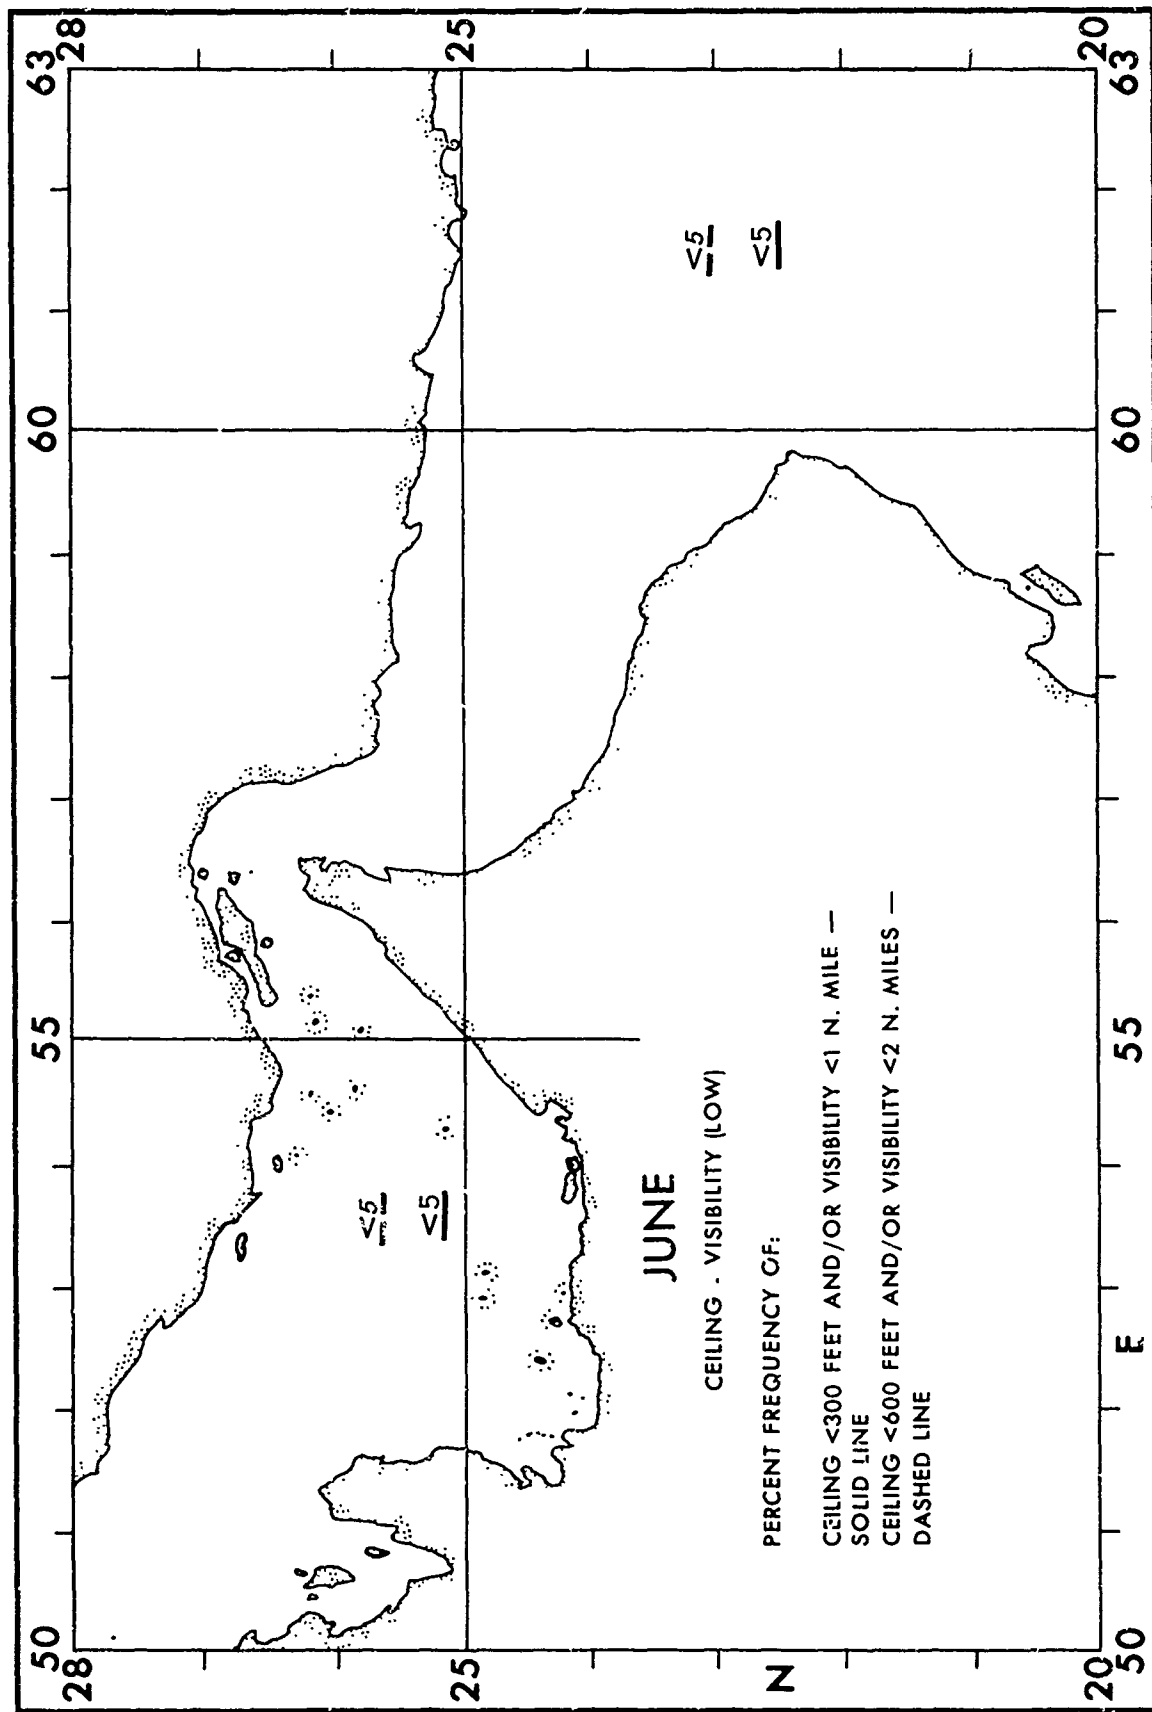 50 55 60 63
28 28
<5
<5
25 25
JUNE
<5
CEILING - VISIBILITY (LOW)
<5
PERCENT FREQUENCY OF:
N
CEILING <300 FEET AND/OR VISIBILITY <1 N. MILE —
SOLID LINE
CEILING <600 FEET AND/OR VISIBILITY <2 N. MILES —
DASHED LINE
20 20
50 E 55 60 63